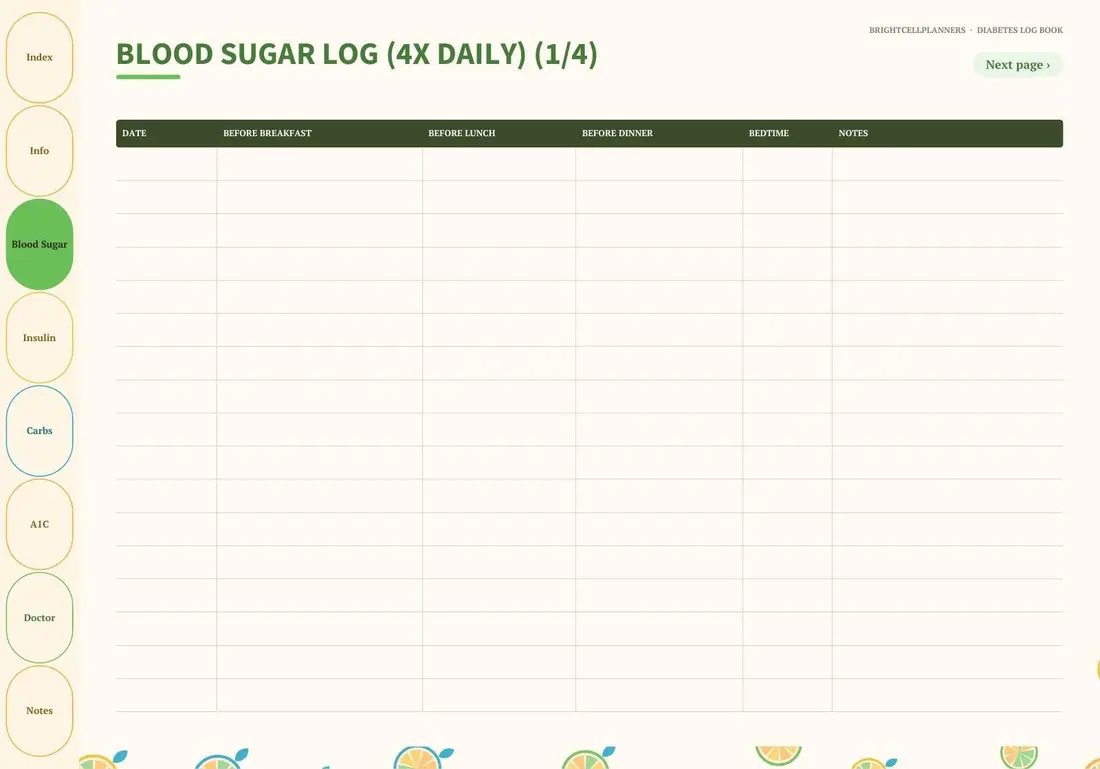 BRIGHTCELLPLANNERS · DIABETES LOG BOOK
BLOOD SUGAR LOG (4X DAILY) (1/4)
Next page ›
Index
Info
Blood Sugar
Insulin
Carbs
A1C
Doctor
Notes
DATE BEFORE BREAKFAST BEFORE LUNCH BEFORE DINNER BEDTIME NOTES